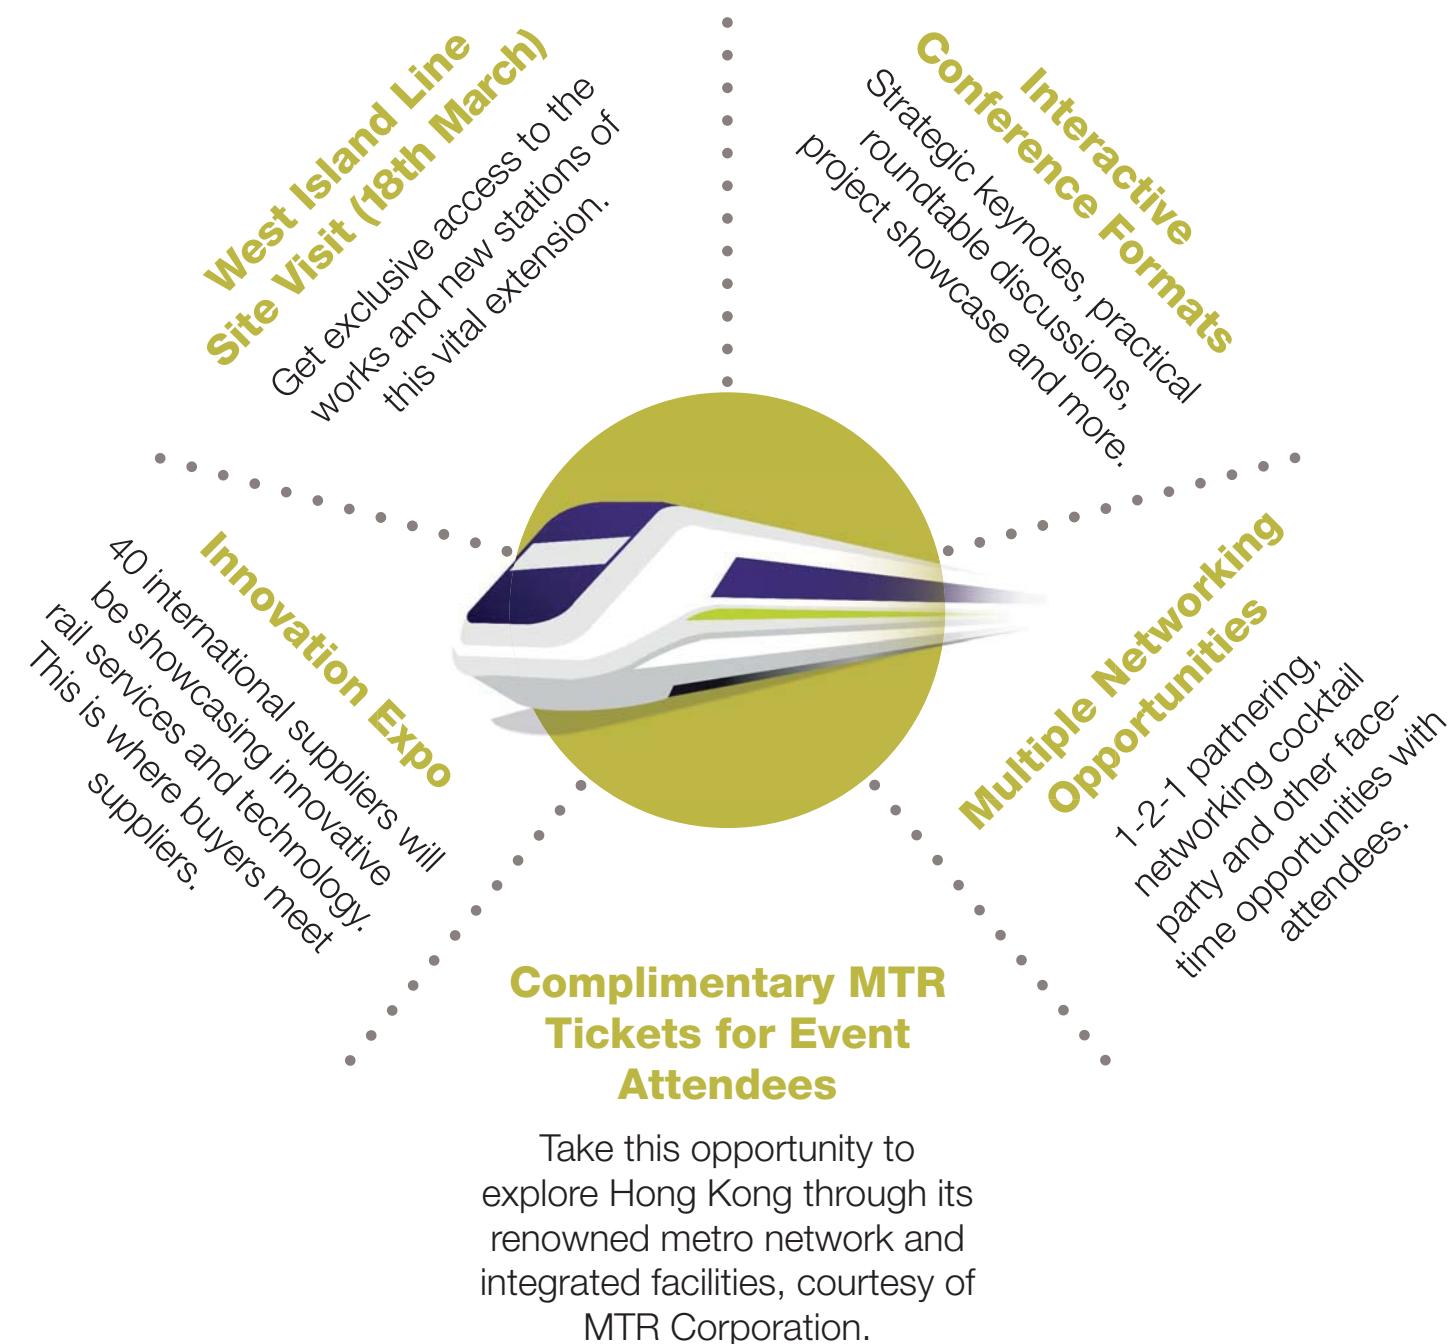 West Island Line
Site Visit (18th March)
Get exclusive access to the
works and new stations of
this vital extension.
Interactive
Conference Formats
Strategic keynotes, practical
roundtable discussions,
project showcase and more.
Innovation Expo
40 international suppliers will
be showcasing innovative
rail services and technology.
This is where buyers meet
suppliers.
Multiple Networking
Opportunities
1-2-1 partnering,
networking cocktail
party and other face-
time opportunities with
attendees.
Complimentary MTR
Tickets for Event
Attendees
Take this opportunity to
explore Hong Kong through its
renowned metro network and
integrated facilities, courtesy of
MTR Corporation.